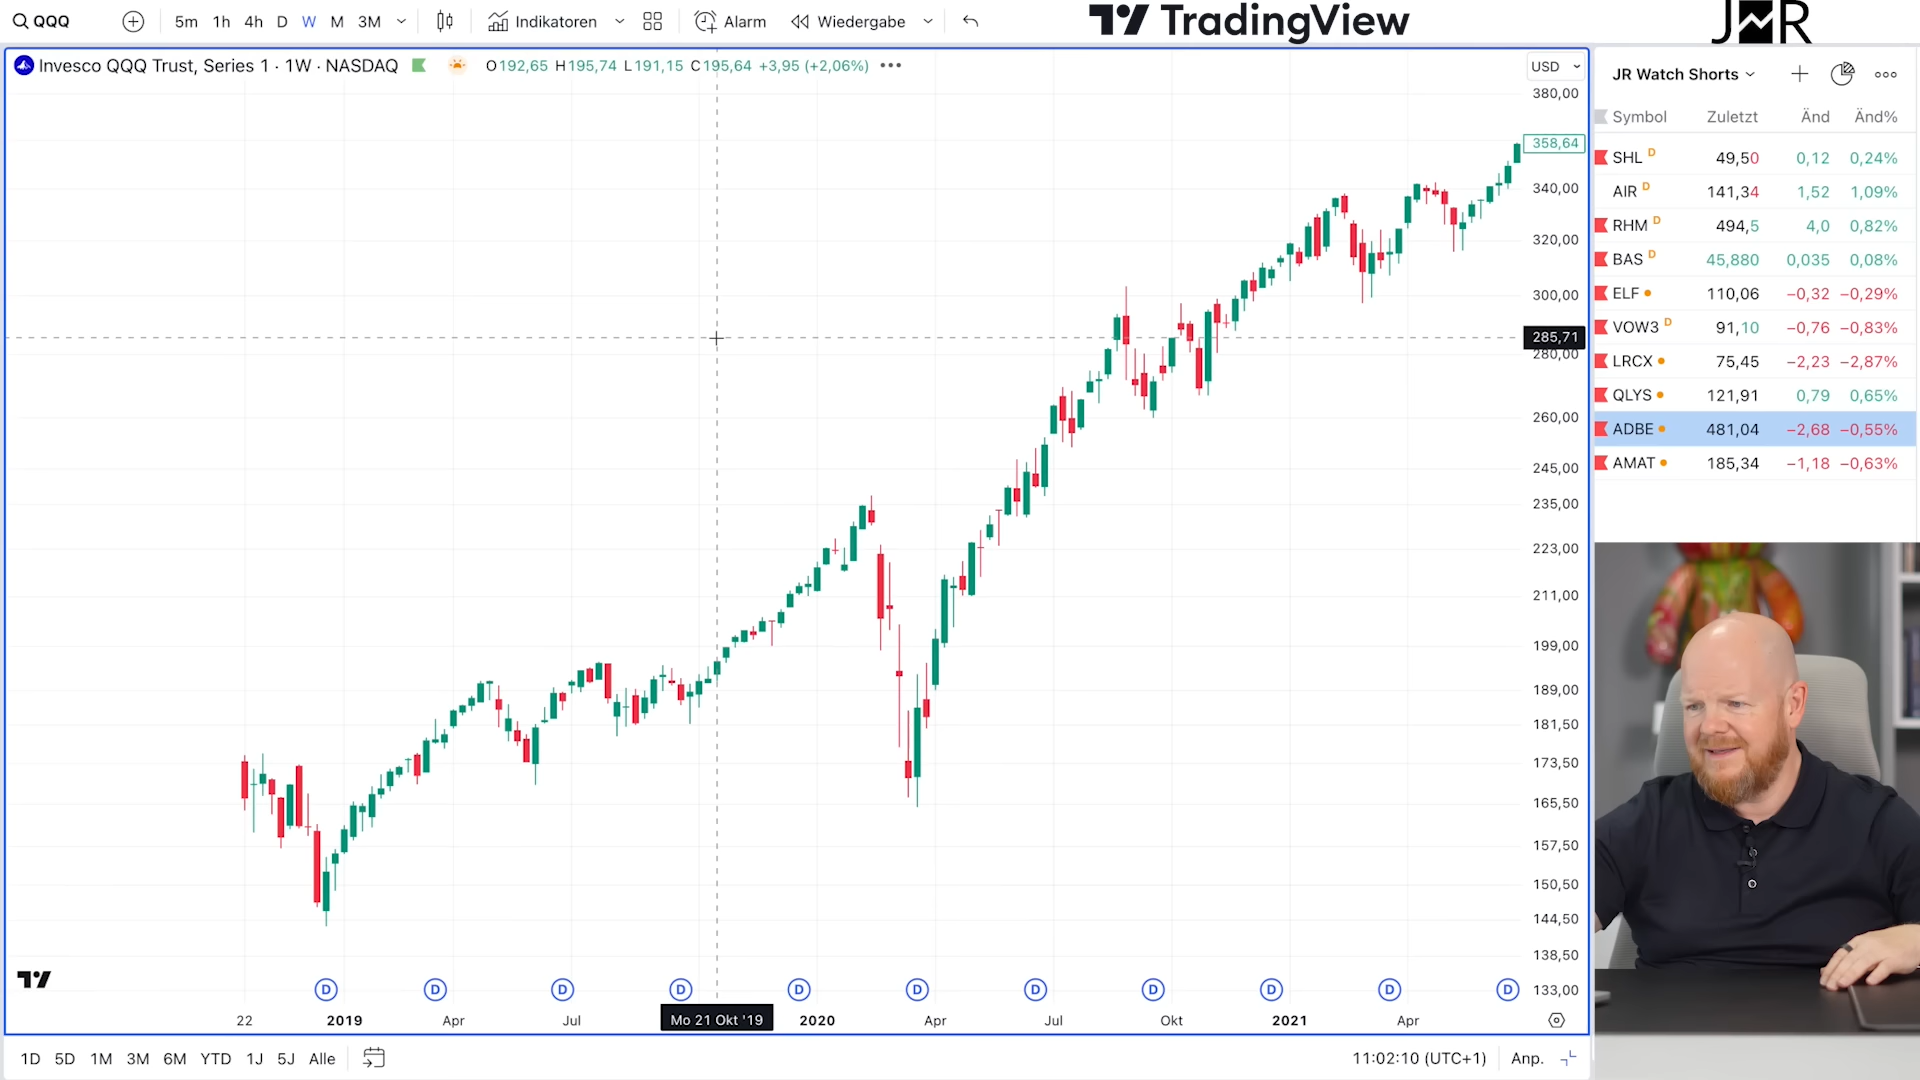 QQQ 5m 1h 4h D W M 3M Indikatoren Alarm Wiedergabe TradingView JR
Invesco QQQ Trust, Series 1 · 1W · NASDAQ O192,65 H195,74 L191,15 C195,64 +3,95 (+2,06%)
USD
380,00
358,64
340,00
320,00
300,00
285,71
280,00
260,00
245,00
235,00
223,00
211,00
199,00
189,00
181,50
173,50
165,50
157,50
150,50
144,50
138,50
133,00
D D D D D D D D D D D
22 2019 Apr Jul Mo 21 Okt '19 2020 Apr Jul Okt 2021 Apr
1D 5D 1M 3M 6M YTD 1J 5J Alle 11:02:10 (UTC+1) Anp.
JR Watch Shorts
Symbol Zuletzt Änd Änd%
SHL D 49,50 0,12 0,24%
AIR D 141,34 1,52 1,09%
RHM D 494,5 4,0 0,82%
BAS D 45,880 0,035 0,08%
ELF 110,06 −0,32 −0,29%
VOW3 D 91,10 −0,76 −0,83%
LRCX 75,45 −2,23 −2,87%
QLYS 121,91 0,79 0,65%
ADBE 481,04 −2,68 −0,55%
AMAT 185,34 −1,18 −0,63%